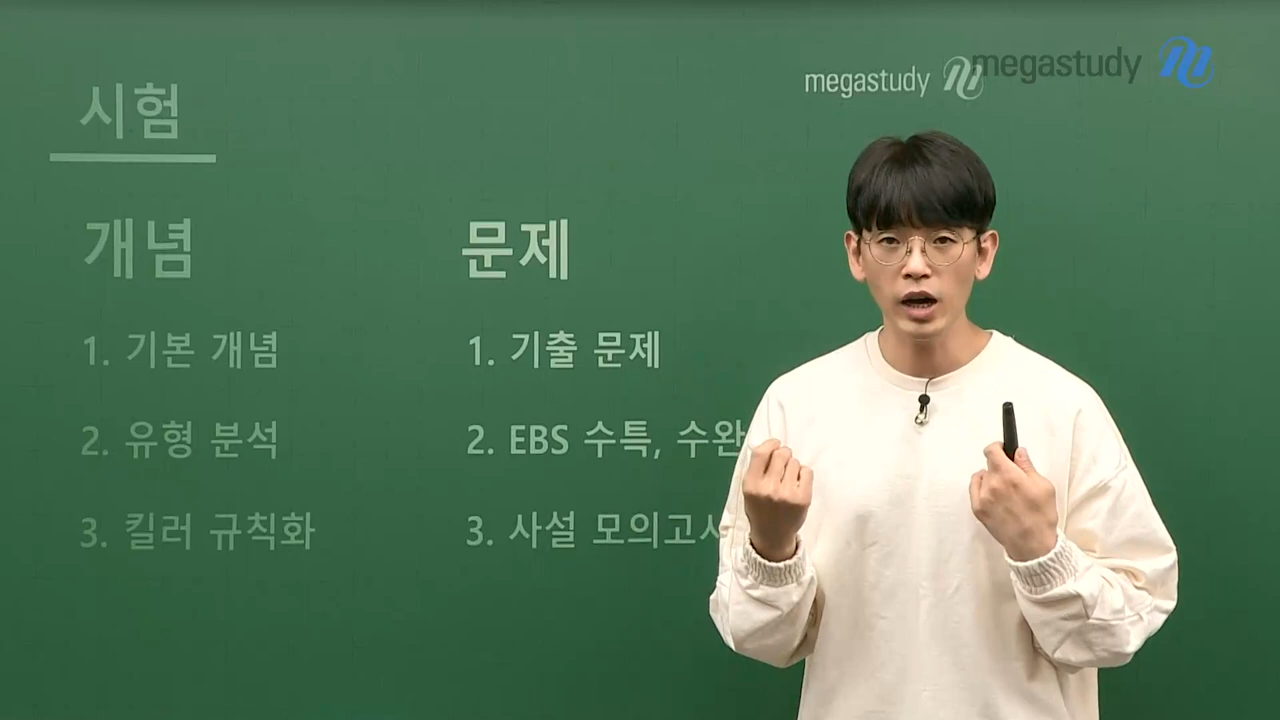 megastudy
megastudy
시험
개념
문제
1. 기본 개념
1. 기출 문제
2. 유형 분석
2. EBS 수특, 수완
3. 킬러 규칙화
3. 사설 모의고사